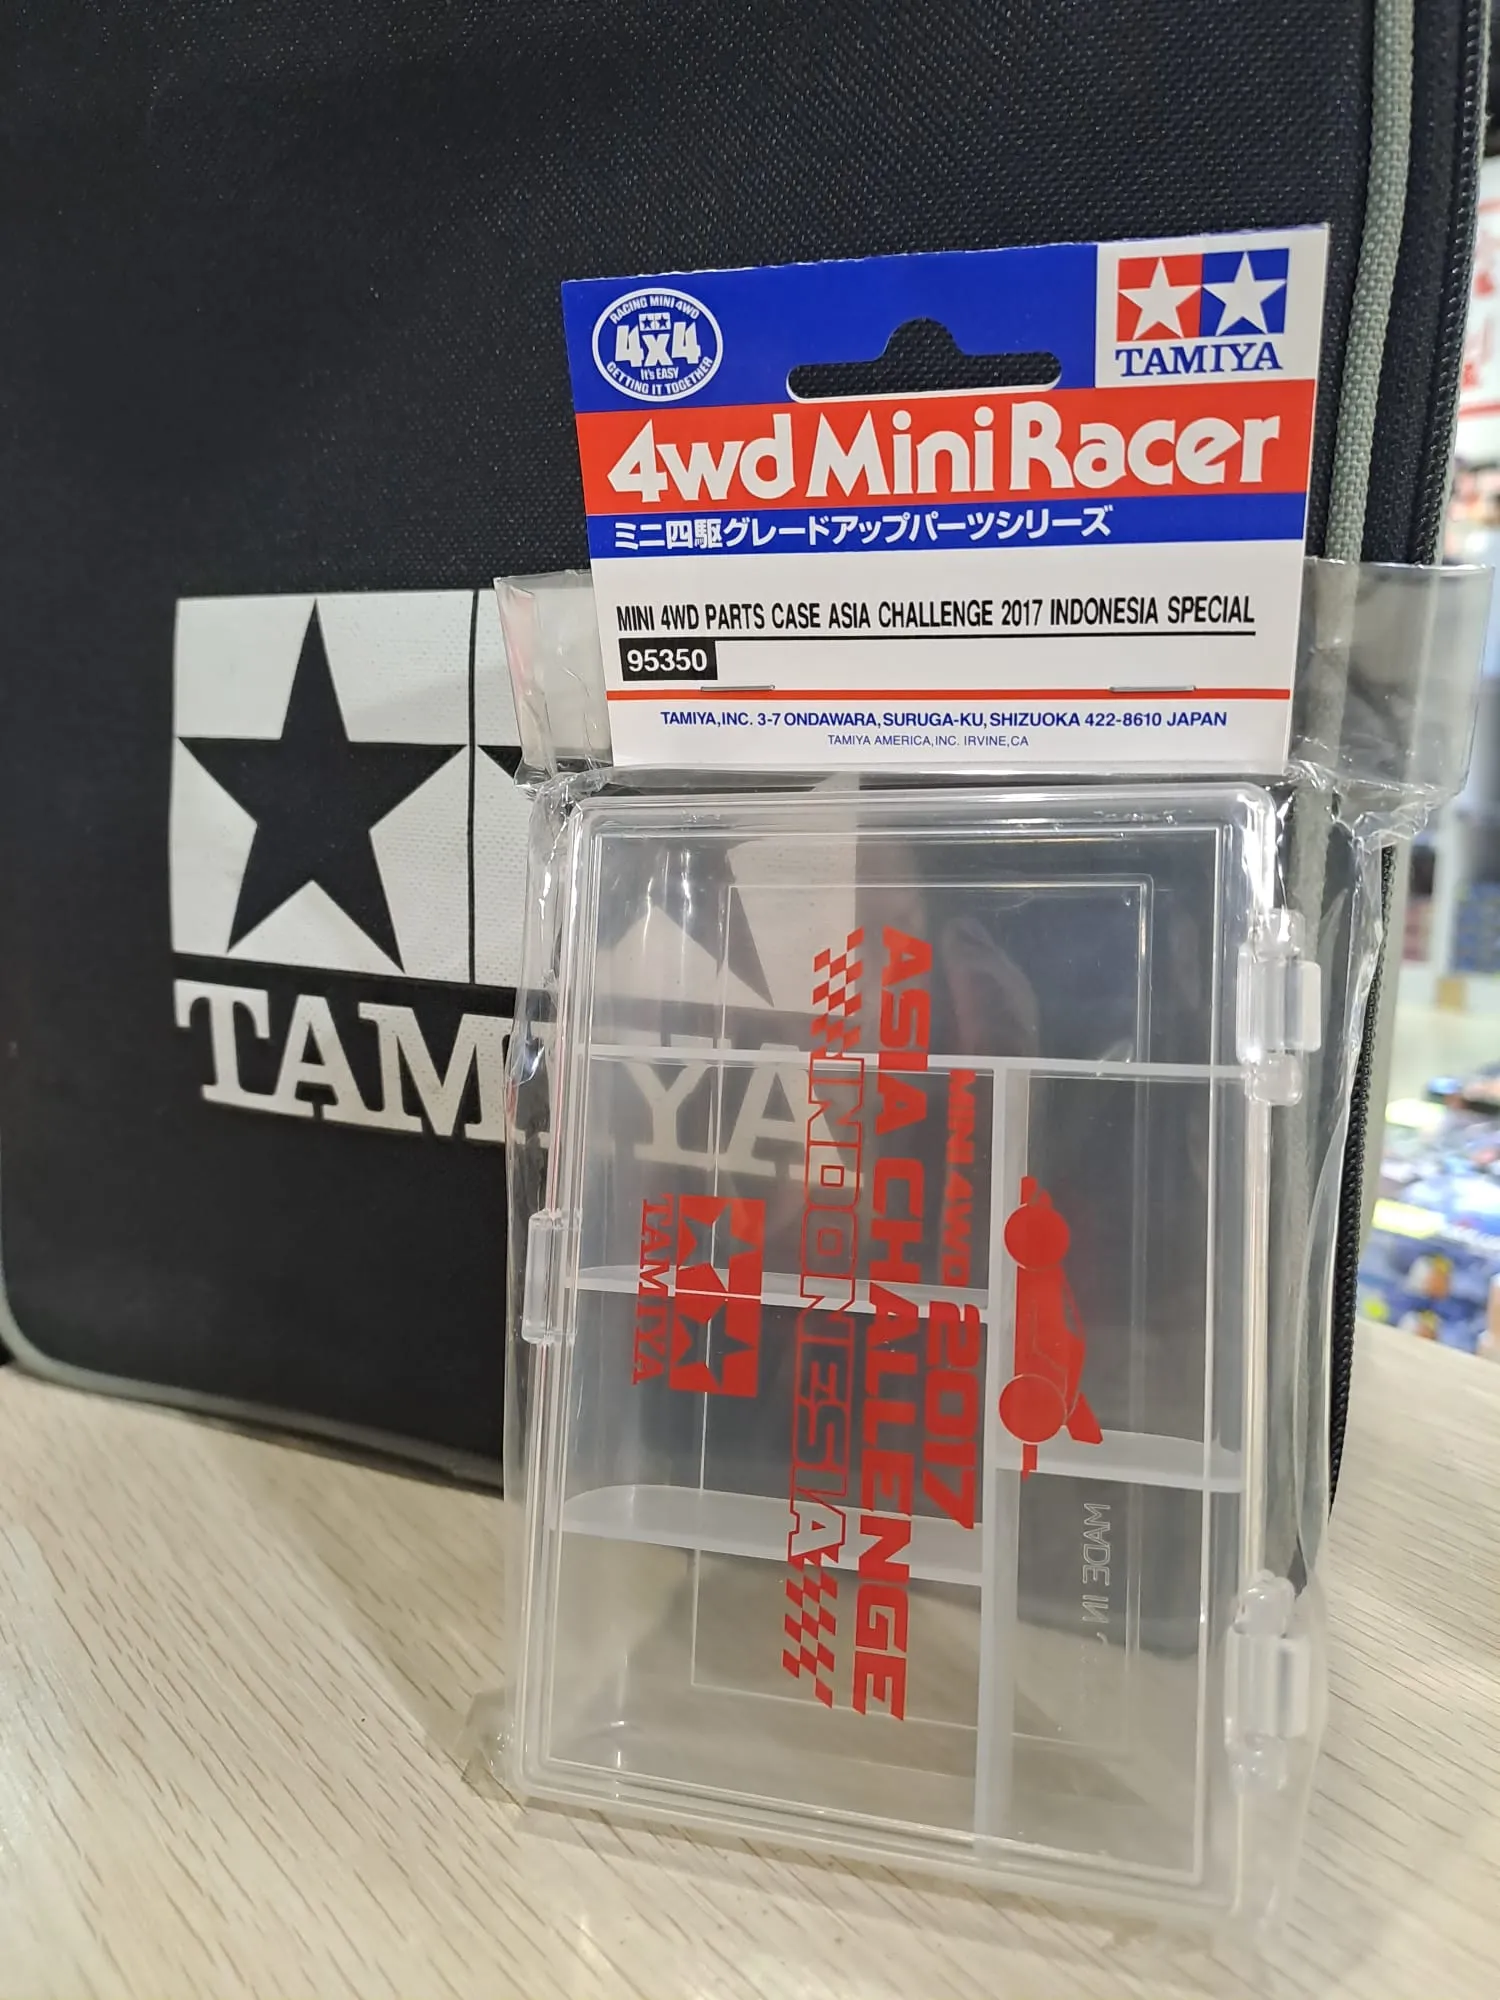 RACING MINI 4WD
4x4
It's EASY
GETTING IT TOGETHER
TAMIYA
4wd Mini Racer
ミニ四駆グレードアップパーツシリーズ
MINI 4WD PARTS CASE ASIA CHALLENGE 2017 INDONESIA SPECIAL
95350
TAMIYA, INC. 3-7 ONDAWARA, SURUGA-KU, SHIZUOKA 422-8610 JAPAN
TAMIYA AMERICA, INC. IRVINE, CA
TAMIYA
MINI 4WD 2017
ASIA CHALLENGE
INDONESIA
TAMIYA
MADE IN